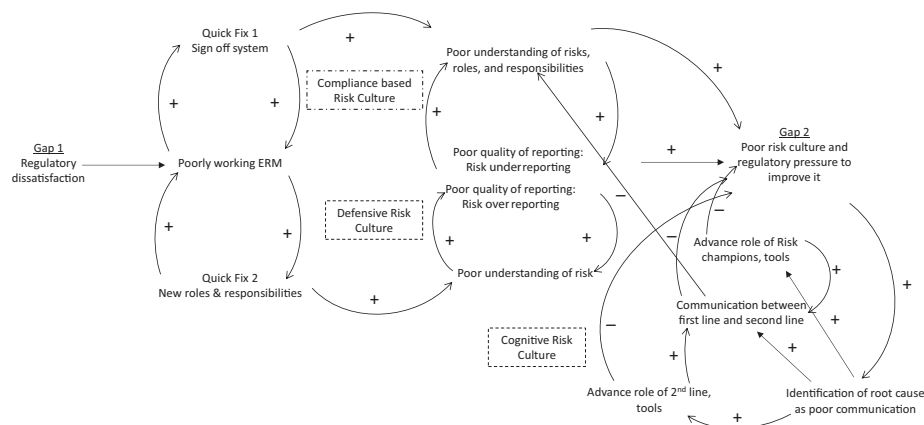 Quick Fix 1
Sign off system
+
Poor understanding of risks,
roles, and responsibilities
+
Compliance based
Risk Culture
+
+
+
+
Gap 1
Regulatory
dissatisfaction
Poorly working ERM
Poor quality of reporting:
Risk under reporting
+
Gap 2
Poor risk culture and
regulatory pressure to
improve it
Poor quality of reporting:
Risk over reporting
–
–
–
Defensive Risk
Culture
+
+
+
+
Advance role of Risk
champions, tools
Quick Fix 2
New roles & responsibilities
+
Poor understanding of risk
+
+
Communication between
first line and second line
+
–
Cognitive Risk
Culture
+
+
Advance role of 2nd line,
tools
+
Identification of root cause
as poor communication